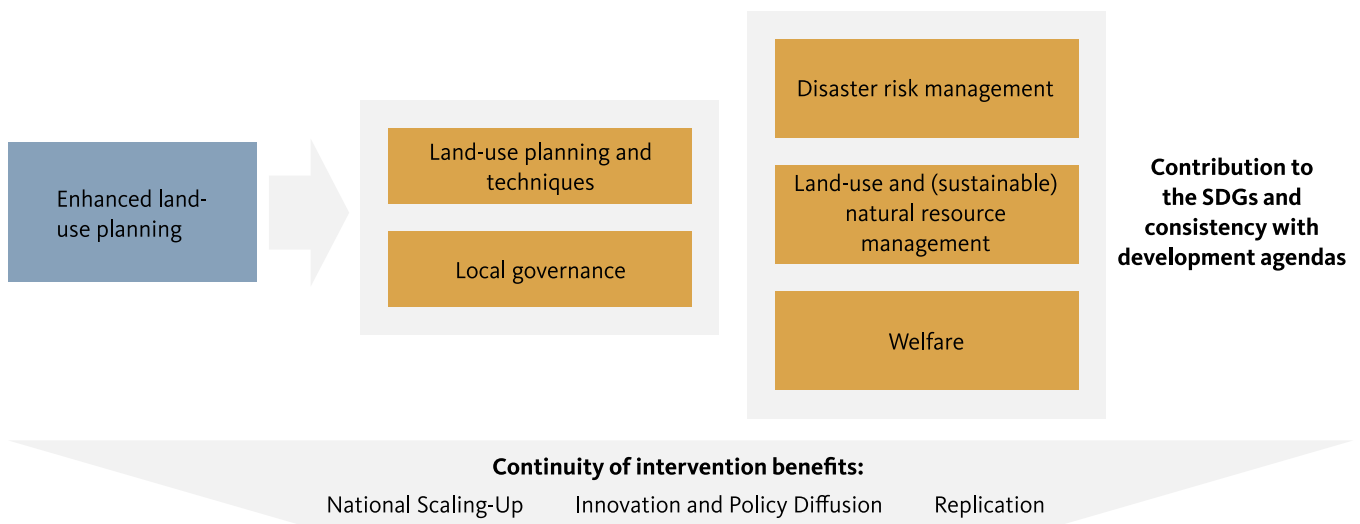 Enhanced land-
use planning
Land-use planning and
techniques
Local governance
Disaster risk management
Land-use and (sustainable)
natural resource
management
Welfare
Contribution to
the SDGs and
consistency with
development agendas
Continuity of intervention benefits:
National Scaling-Up Innovation and Policy Diffusion Replication